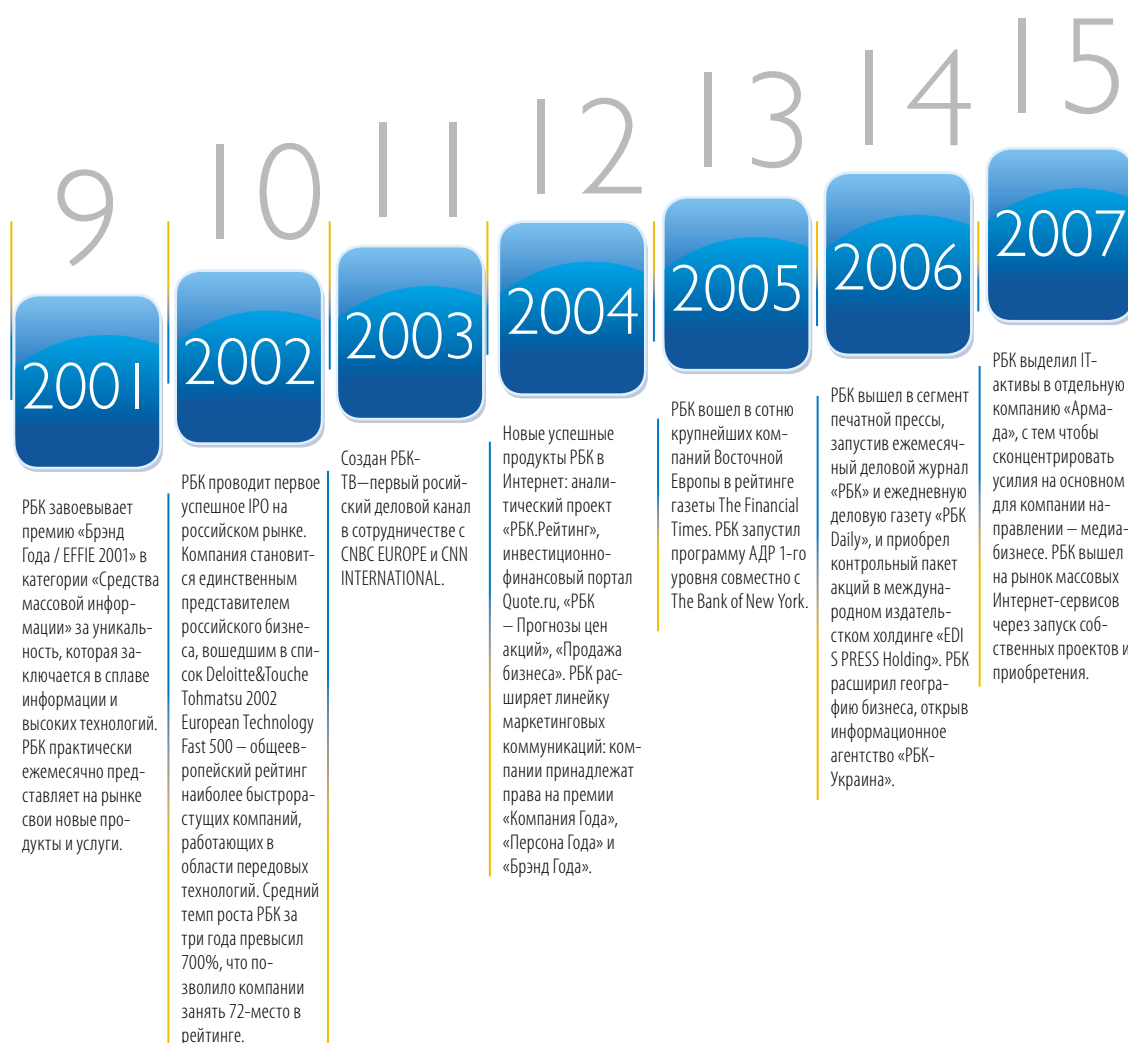 9
2001
РБК завоевывает
премию «Брэнд
Года / EFFIE 2001» в
категории «Средства
массовой инфор-
мации» за уникаль-
ность, которая за-
ключается в сплаве
информации и
высоких технологий.
РБК практически
ежемесячно пред-
ставляет на рынке
свои новые про-
дукты и услуги.
10
2002
РБК проводит первое
успешное IPO на
российском рынке.
Компания становит-
ся единственным
представителем
российского бизне-
са, вошедшим в спи-
сок Deloitte&Touche
Tohmatsu 2002
European Technology
Fast 500 – общеев-
ропейский рейтинг
наиболее быстрора-
стущих компаний,
работающих в
области передовых
технологий. Средний
темп роста РБК за
три года превысил
700%, что по-
зволило компании
занять 72-место в
рейтинге.
11
2003
Создан РБК-
ТВ—первый росий-
ский деловой канал
в сотрудничестве с
CNBC EUROPE и CNN
INTERNATIONAL.
12
2004
Новые успешные
продукты РБК в
Интернет: анали-
тический проект
«РБК.Рейтинг»,
инвестиционно-
финансовый портал
Quote.ru, «РБК
– Прогнозы цен
акций», «Продажа
бизнеса». РБК рас-
ширяет линейку
маркетинговых
коммуникаций: ком-
пании принадлежат
права на премии
«Компания Года»,
«Персона Года» и
«Брэнд Года».
13
2005
РБК вошел в сотню
крупнейших ком-
паний Восточной
Европы в рейтинге
газеты The Financial
Times. РБК запустил
программу АДР 1-го
уровня совместно с
The Bank of New York.
14
2006
РБК вышел в сегмент
печатной прессы,
запустив ежемесяч-
ный деловой журнал
«РБК» и ежедневную
деловую газету «РБК
Daily», и приобрел
контрольный пакет
акций в междуна-
родном издатель-
стком холдинге «EDI
S PRESS Holding». РБК
расширил геогра-
фию бизнеса, открыв
информационное
агентство «РБК-
Украина».
15
2007
РБК выделил IT-
активы в отдельную
компанию «Арма-
да», с тем чтобы
сконцентрировать
усилия на основном
для компании на-
правлении – медиа-
бизнесе. РБК вышел
на рынок массовых
Интернет-сервисов
через запуск соб-
ственных проектов и
приобретения.